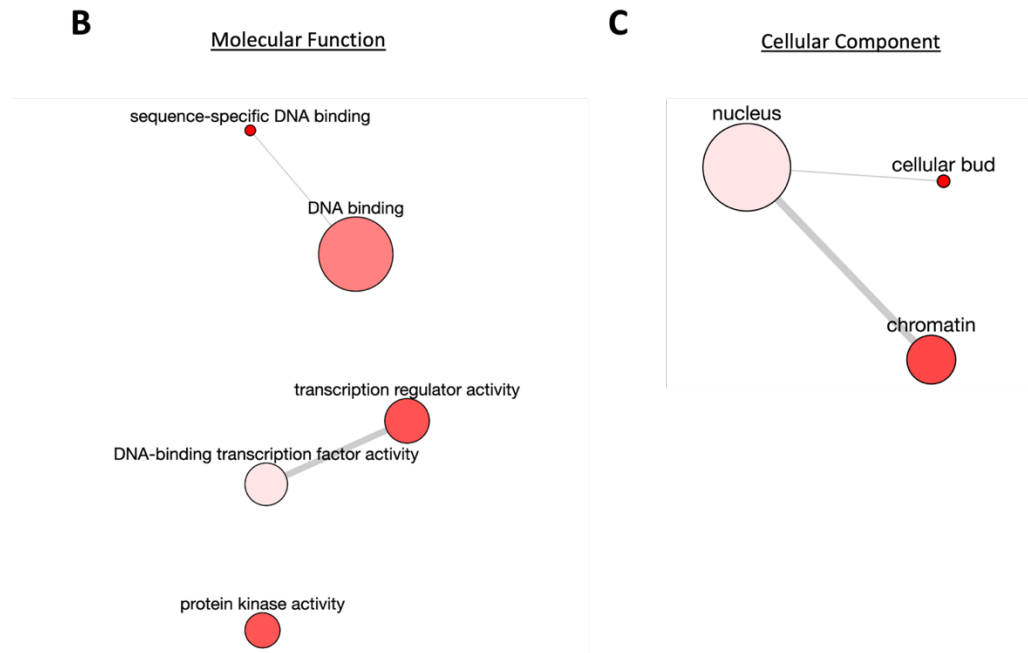 B
Molecular Function
sequence-specific DNA binding
DNA binding
transcription regulator activity
DNA-binding transcription factor activity
protein kinase activity
C
Cellular Component
nucleus
cellular bud
chromatin